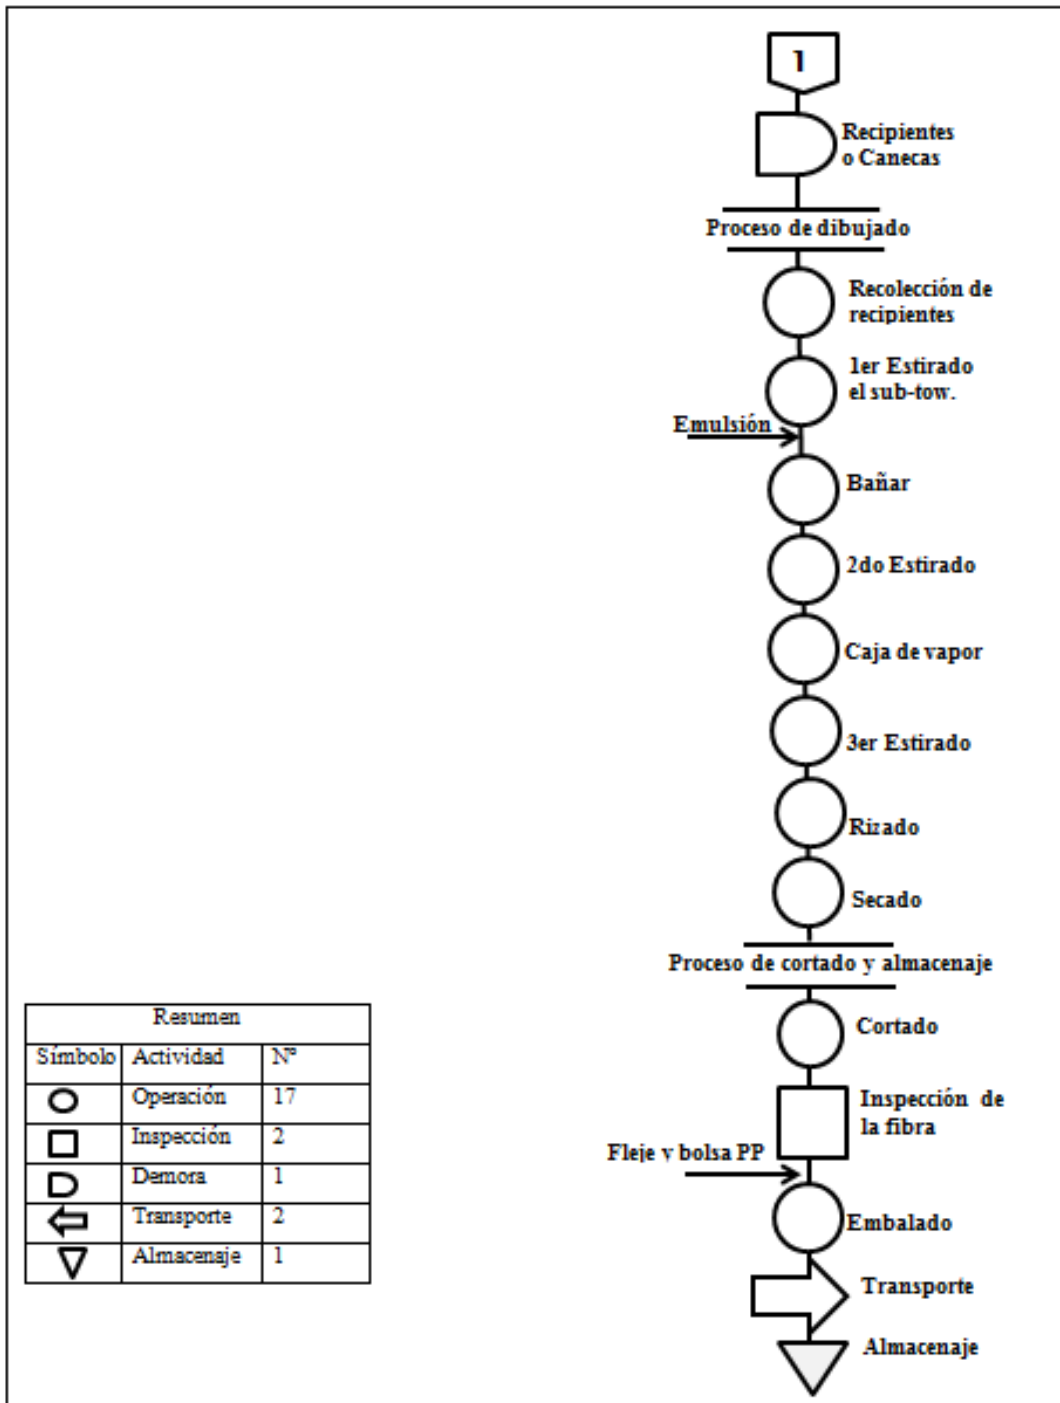 1
Recipientes
o Canecas
Proceso de dibujado
Recolección de
recipientes
1er Estirado
el sub-tow.
Emulsión
Bañar
2do Estirado
Caja de vapor
3er Estirado
Rizado
Secado
Proceso de cortado y almacenaje
Cortado
Inspección de
la fibra
Fleje y bolsa PP
Embalado
Transporte
Almacenaje
Resumen
Símbolo Actividad Nº
Operación 17
Inspección 2
Demora 1
Transporte 2
Almacenaje 1